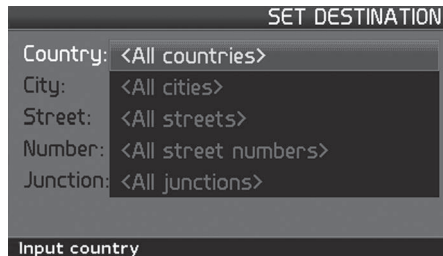 SET DESTINATION
Country: <All countries>
City: <All cities>
Street: <All streets>
Number: <All street numbers>
Junction: <All junctions>
Input country